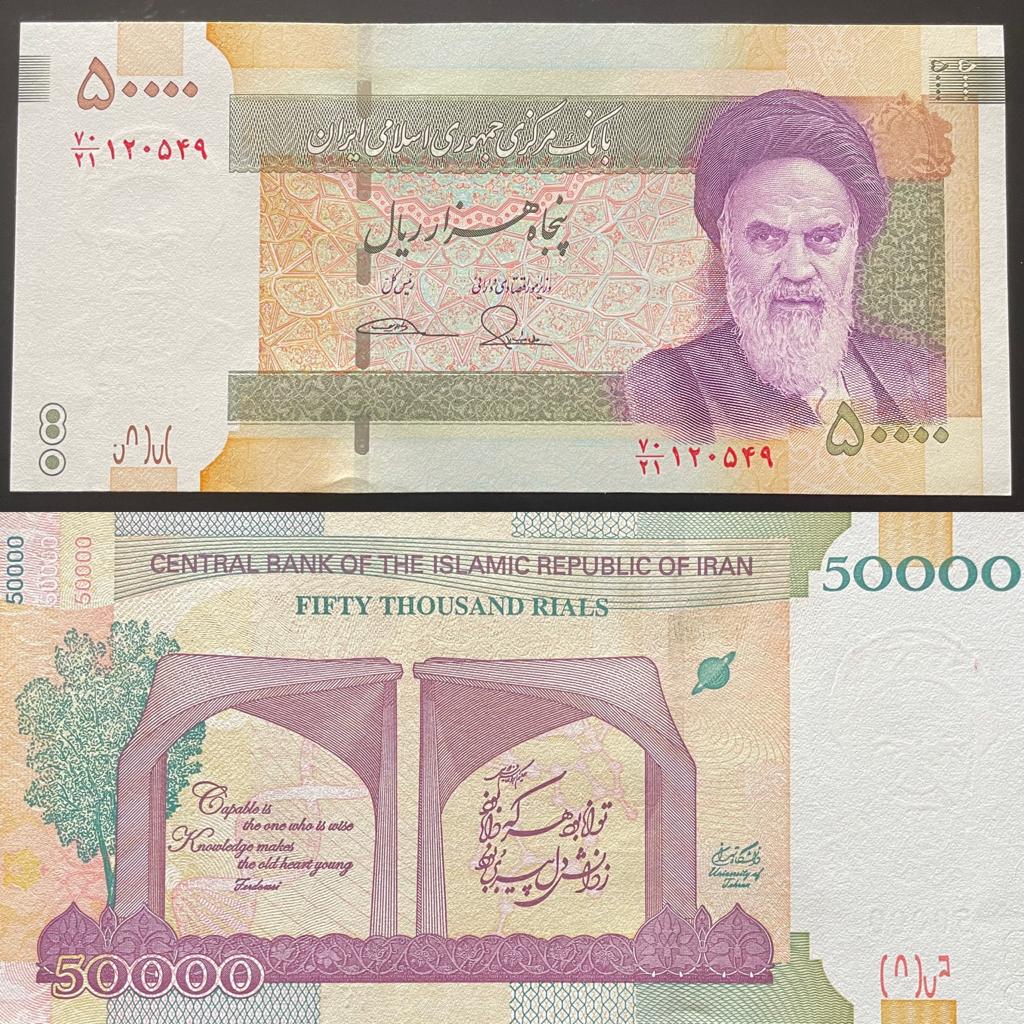 ۵۰۰۰۰
۷۰/۲۱ ۱۲۰۵۴۹
بانک مرکزی جمهوری اسلامی ایران
پنجاه هزار ریال
وزیر امور اقتصادی و دارائی
رئیس کل
۷۰/۲۱ ۱۲۰۵۴۹
۵۰۰۰۰
50000
50000
50000
CENTRAL BANK OF THE ISLAMIC REPUBLIC OF IRAN
50000
FIFTY THOUSAND RIALS
Capable is
the one who is wise
Knowledge makes
the old heart young
Ferdowsi
توانا بود هر که دانا بود
ز دانش دل پیر برنا بود
دانشگاه تهران
University of
Tehran
50000